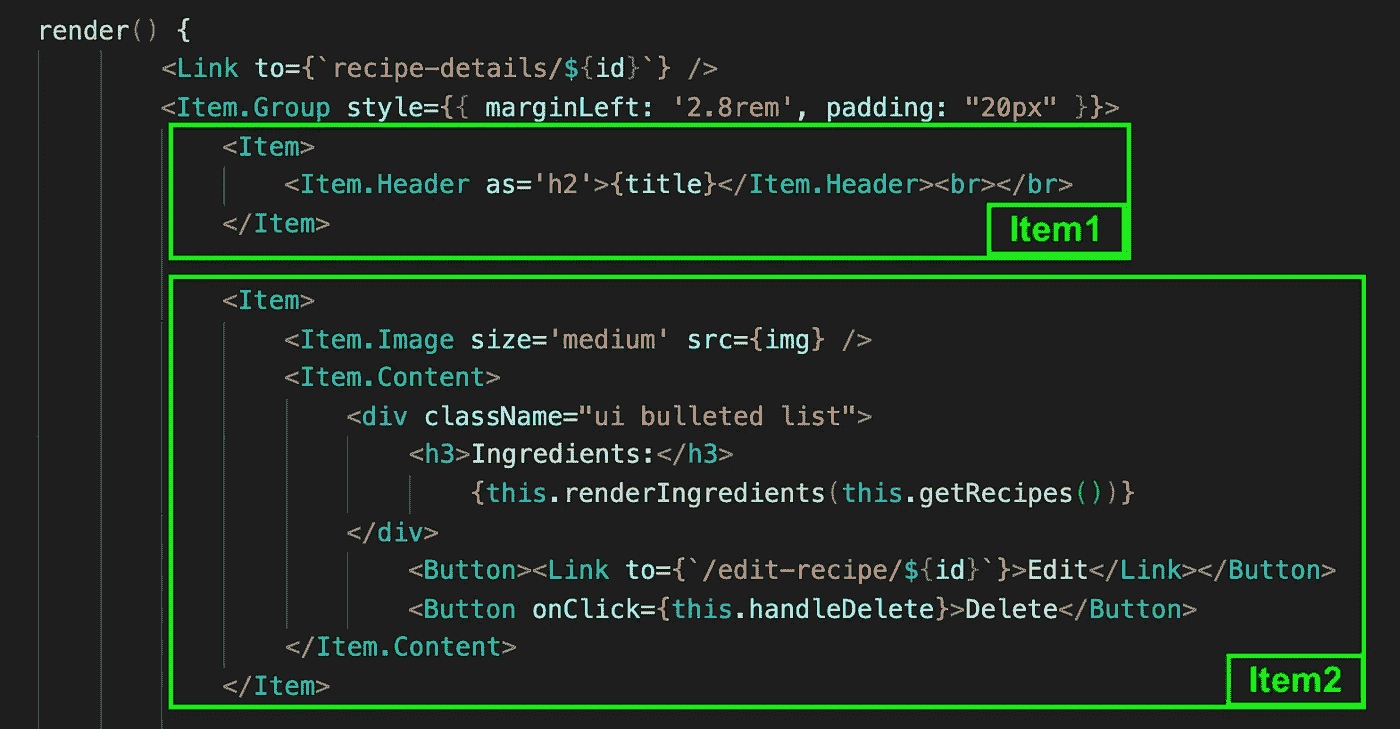 render() {
<Link to={`recipe-details/${id}`} />
<Item.Group style={{ marginLeft: '2.8rem', padding: "20px" }}>
<Item>
<Item.Header as='h2'>{title}</Item.Header><br></br>
</Item>
Item1
<Item>
<Item.Image size='medium' src={img} />
<Item.Content>
<div className="ui bulleted list">
<h3>Ingredients:</h3>
{this.renderIngredients(this.getRecipes())}
</div>
<Button><Link to={`/edit-recipe/${id}`}>Edit</Link></Button>
<Button onClick={this.handleDelete}>Delete</Button>
</Item.Content>
</Item>
Item2